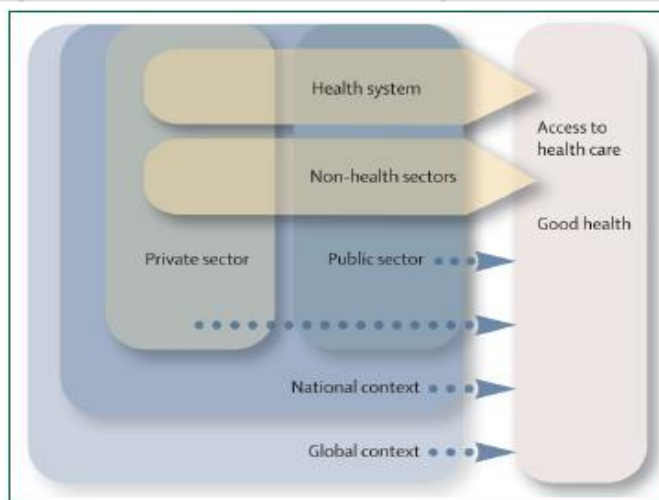 Health system
Access to
health care
Non-health sectors
Good health
Private sector
Public sector
National context
Global context